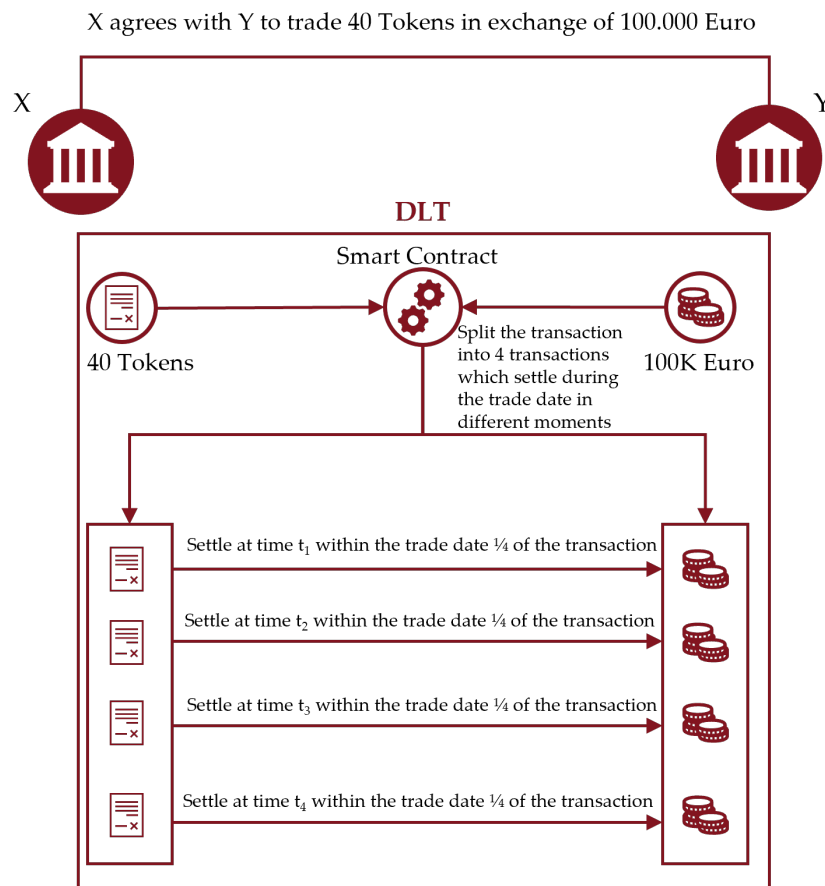 X agrees with Y to trade 40 Tokens in exchange of 100.000 Euro
X
Y
DLT
Smart Contract
40 Tokens
100K Euro
Split the transaction
into 4 transactions
which settle during
the trade date in
different moments
Settle at time t₁ within the trade date ¼ of the transaction
Settle at time t₂ within the trade date ¼ of the transaction
Settle at time t₃ within the trade date ¼ of the transaction
Settle at time t₄ within the trade date ¼ of the transaction